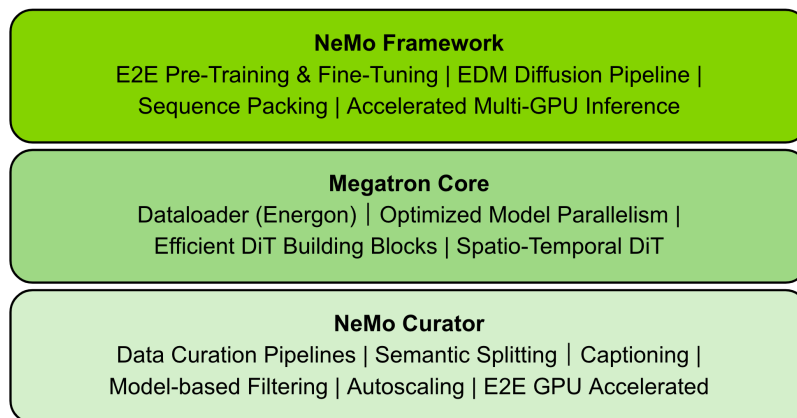 NeMo Framework
E2E Pre-Training & Fine-Tuning | EDM Diffusion Pipeline |
Sequence Packing | Accelerated Multi-GPU Inference
Megatron Core
Dataloader (Energon) | Optimized Model Parallelism |
Efficient DiT Building Blocks | Spatio-Temporal DiT
NeMo Curator
Data Curation Pipelines | Semantic Splitting | Captioning |
Model-based Filtering | Autoscaling | E2E GPU Accelerated